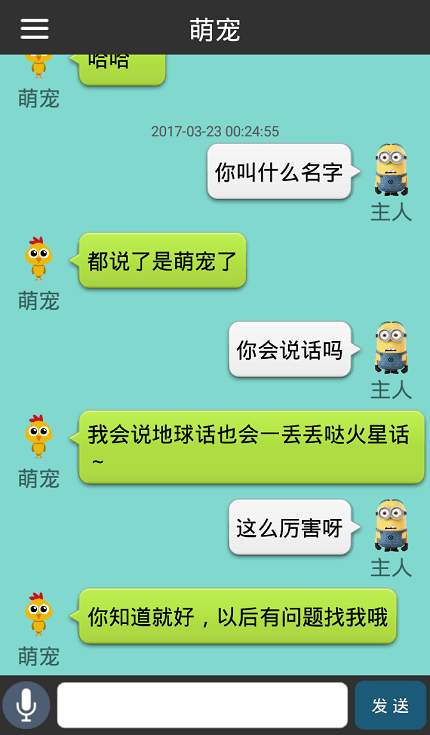 萌宠
哈哈
萌宠
2017-03-23 00:24:55
你叫什么名字
主人
都说了是萌宠了
萌宠
你会说话吗
主人
我会说地球话也会一丢丢哒火星话
~
萌宠
这么厉害呀
主人
你知道就好，以后有问题找我哦
萌宠
发送